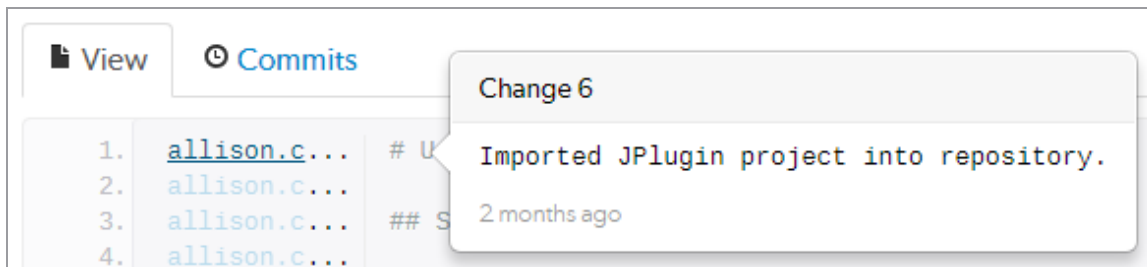 View Commits
Change 6
1. allison.c... # U
Imported JPlugin project into repository.
2. allison.c...
3. allison.c... ## S
2 months ago
4. allison.c...